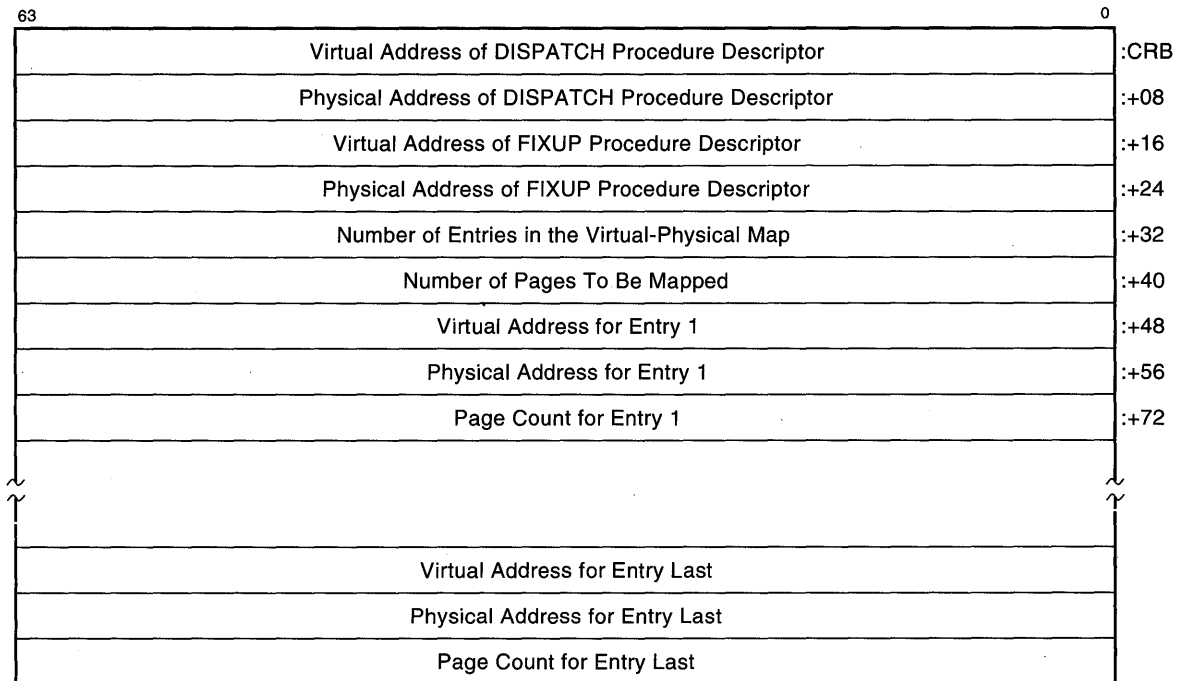 63 0
Virtual Address of DISPATCH Procedure Descriptor :CRB
Physical Address of DISPATCH Procedure Descriptor :+08
Virtual Address of FIXUP Procedure Descriptor :+16
Physical Address of FIXUP Procedure Descriptor :+24
Number of Entries in the Virtual-Physical Map :+32
Number of Pages To Be Mapped :+40
Virtual Address for Entry 1 :+48
Physical Address for Entry 1 :+56
Page Count for Entry 1 :+72
Virtual Address for Entry Last
Physical Address for Entry Last
Page Count for Entry Last